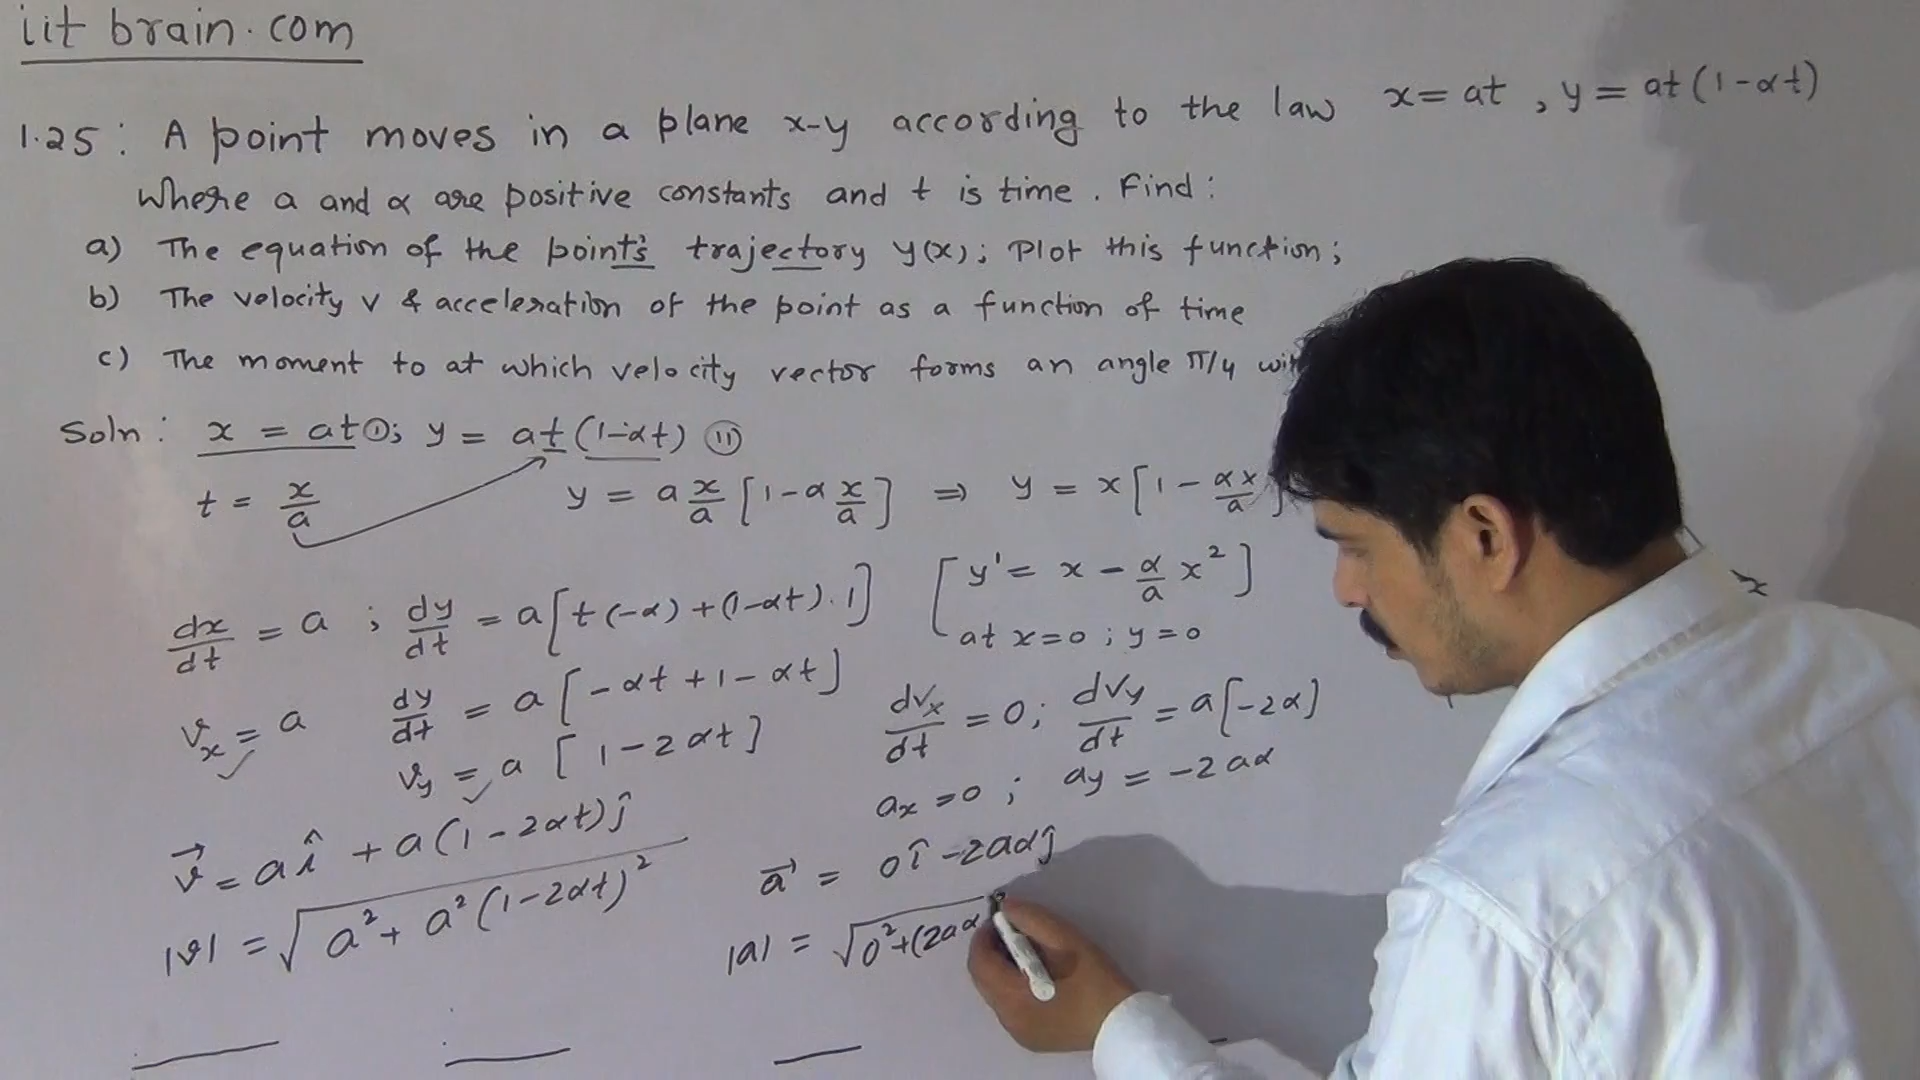 iit brain.com
1.25 : A point moves in a plane x-y according to the law x = at , y = at (1-αt)
Where a and α are positive constants and t is time . Find :
a) The equation of the point's trajectory y(x); Plot this function;
b) The velocity v & acceleration of the point as a function of time
c) The moment to at which velocity vector forms an angle π/4
Soln : x = at ①; y = at (1-αt) ⑪
t = x/a
y = a x/a [1-α x/a] ⇒ y = x [1 - αx/a
[y' = x - α/a x²]
at x=0 ; y=0
x
dx/dt = a ; dy/dt = a[t(-α) + (1-αt).1]
dy/dt = a [-αt + 1 - αt]
vx = a
vy = a [1-2αt]
v⃗ = a î + a(1-2αt) ĵ
|v| = √(a² + a² (1-2αt)²)
dvx/dt = 0; dvy/dt = a[-2α]
ax = 0 ; ay = -2aα
a⃗ = 0î - 2aαĵ
|a| = √0²+(2aα